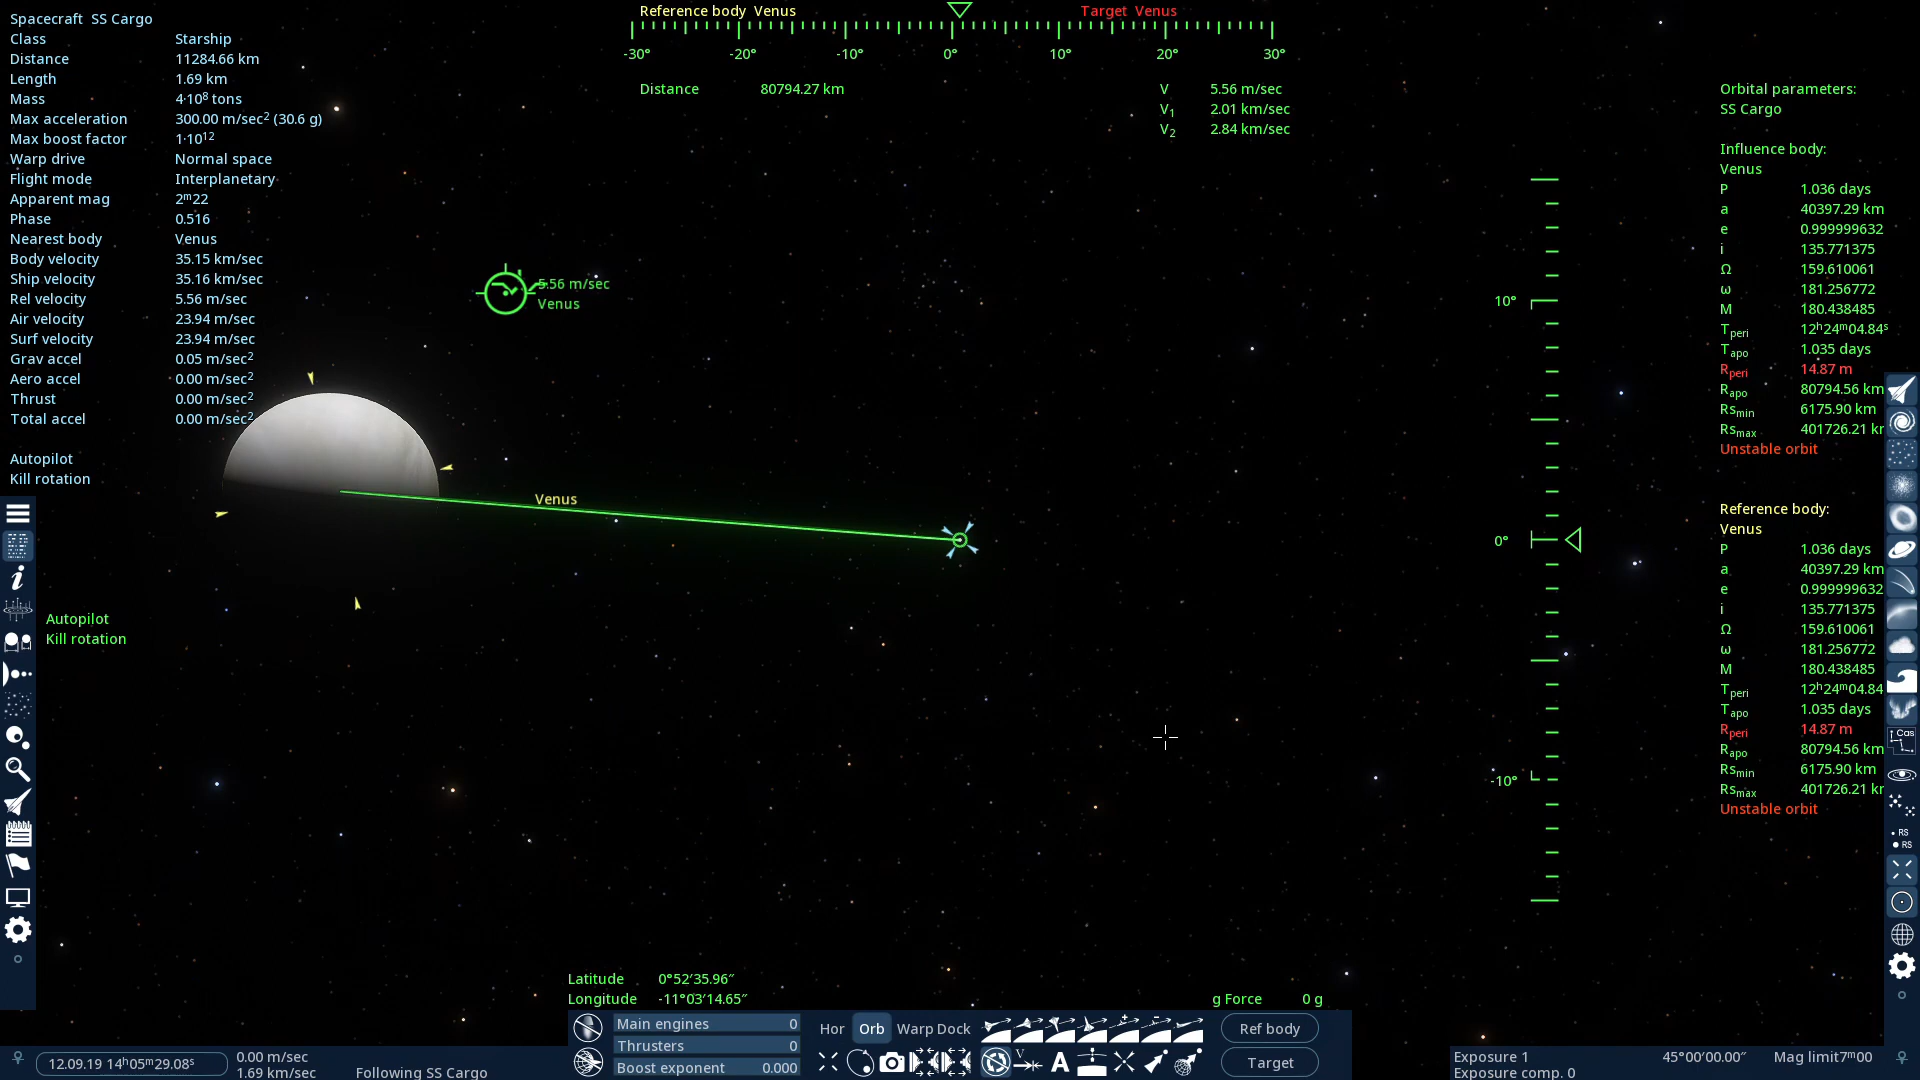 Spacecraft SS Cargo
Class Starship
Distance 11284.66 km
Length 1.69 km
Mass 4·10⁸ tons
Max acceleration 300.00 m/sec² (30.6 g)
Max boost factor 1·10¹²
Warp drive Normal space
Flight mode Interplanetary
Apparent mag 2ᵐ22
Phase 0.516
Nearest body Venus
Body velocity 35.15 km/sec
Ship velocity 35.16 km/sec
Rel velocity 5.56 m/sec
Air velocity 23.94 m/sec
Surf velocity 23.94 m/sec
Grav accel 0.05 m/sec²
Aero accel 0.00 m/sec²
Thrust 0.00 m/sec²
Total accel 0.00 m/sec²
Autopilot
Kill rotation
Autopilot
Kill rotation
Reference body Venus Target Venus
-30° -20° -10° 0° 10° 20° 30°
Distance 80794.27 km
V 5.56 m/sec
V₁ 2.01 km/sec
V₂ 2.84 km/sec
5.56 m/sec
Venus
Venus
10°
0°
-10°
Orbital parameters:
SS Cargo
Influence body:
Venus
P 1.036 days
a 40397.29 km
e 0.999999632
i 135.771375
Ω 159.610061
ω 181.256772
M 180.438485
Tperi 12ʰ24ᵐ04.84ˢ
Tapo 1.035 days
Rperi 14.87 m
Rapo 80794.56 km
Rsmin 6175.90 km
Rsmax 401726.21 kr
Unstable orbit
Reference body:
Venus
P 1.036 days
a 40397.29 km
e 0.999999632
i 135.771375
Ω 159.610061
ω 181.256772
M 180.438485
Tperi 12ʰ24ᵐ04.84
Tapo 1.035 days
Rperi 14.87 m
Rapo 80794.56 km
Rsmin 6175.90 km
Rsmax 401726.21 kr
Unstable orbit
Cas
RS
RS
Latitude 0°52′35.96″
Longitude -11°03′14.65″
g Force 0 g
Main engines 0
Thrusters 0
Boost exponent 0.000
Hor Orb Warp Dock
V
A
Ref body
Target
12.09.19 14ʰ05ᵐ29.08ˢ
0.00 m/sec
1.69 km/sec
Following SS Cargo
Exposure 1 45°00′00.00″ Mag limit7ᵐ00
Exposure comp. 0